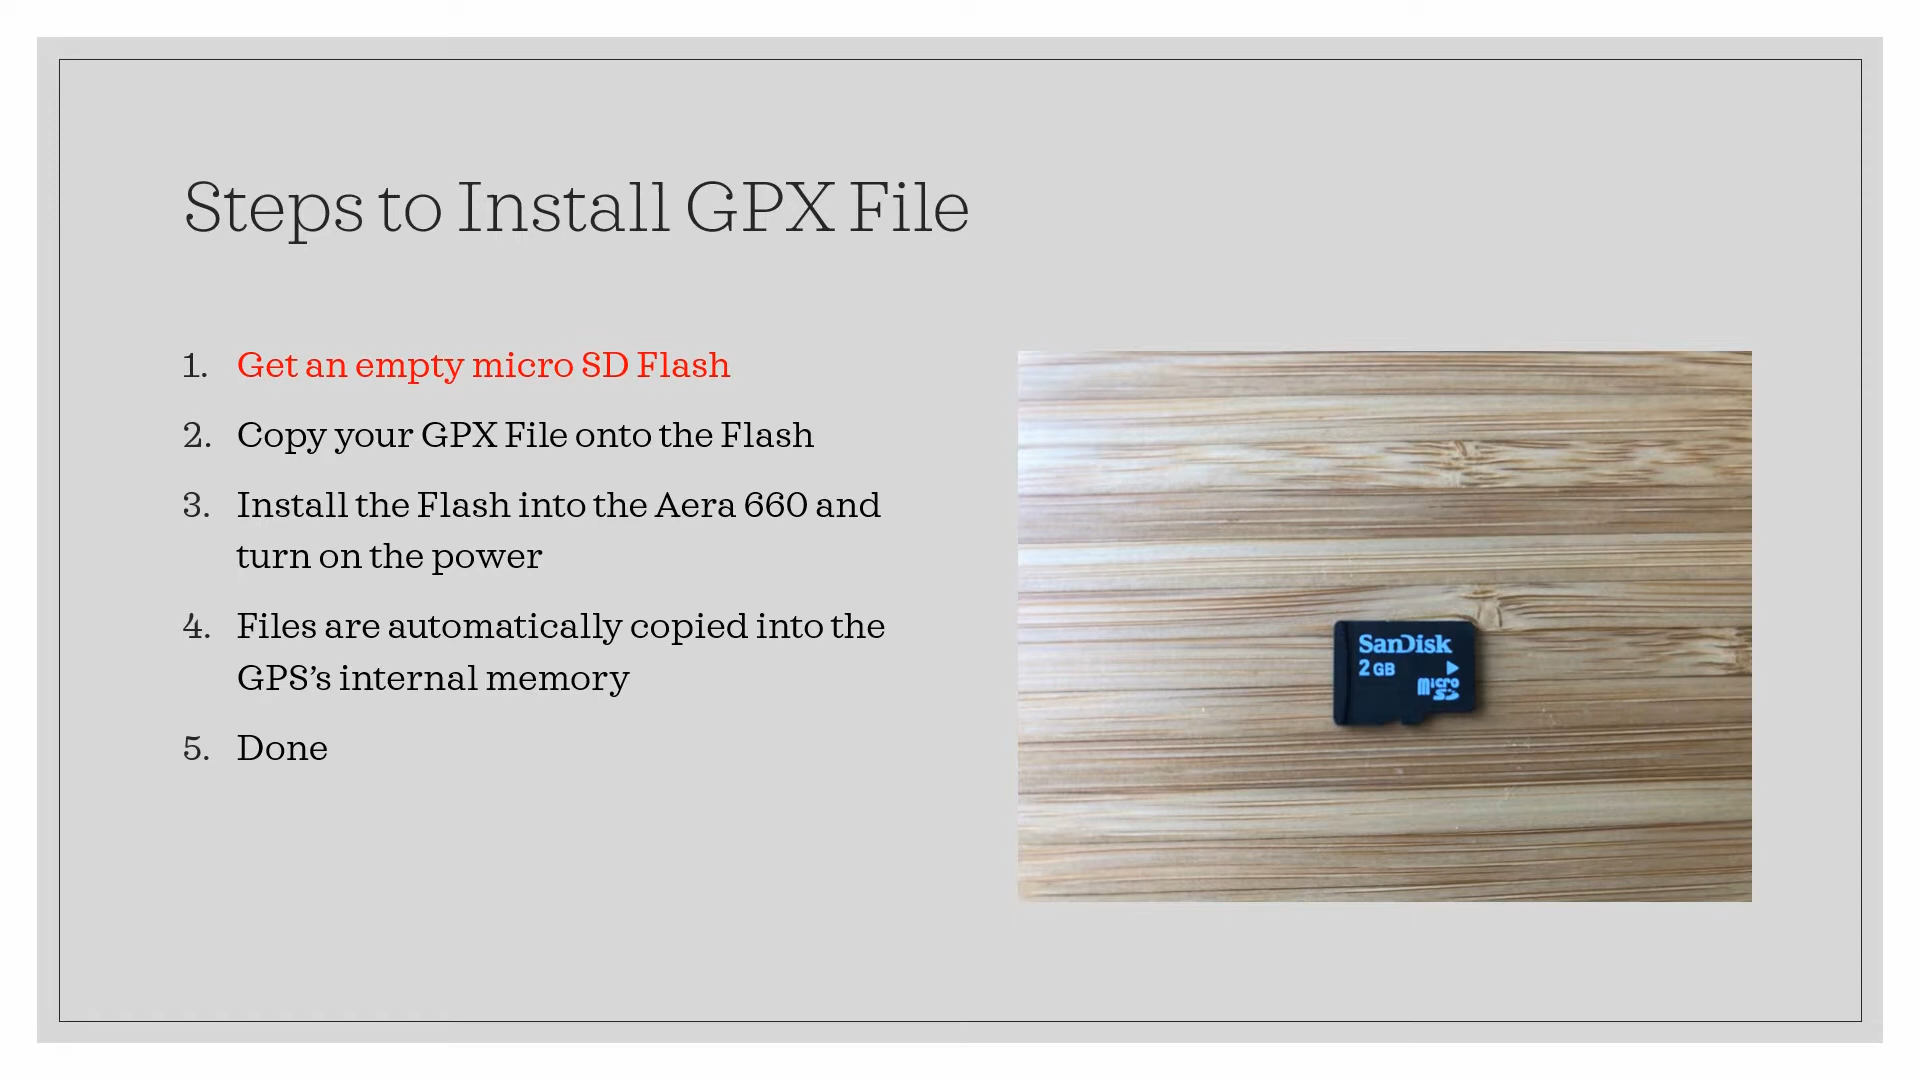 Steps to Install GPX File
1. Get an empty micro SD Flash
2. Copy your GPX File onto the Flash
3. Install the Flash into the Aera 660 and
turn on the power
4. Files are automatically copied into the
GPS’s internal memory
5. Done
SanDisk
2 GB
micro
SD